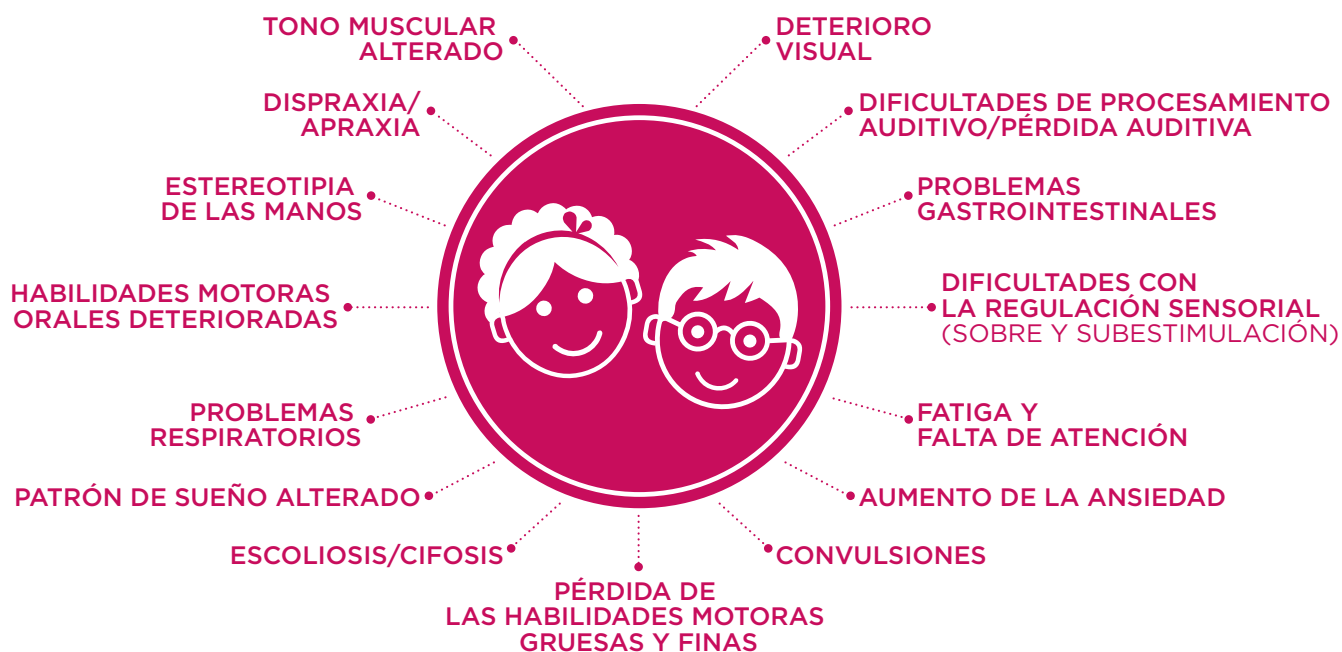 TONO MUSCULAR
ALTERADO
DETERIORO
VISUAL
DISPRAXIA/
APRAXIA
DIFICULTADES DE PROCESAMIENTO
AUDITIVO/PÉRDIDA AUDITIVA
ESTEREOTIPIA
DE LAS MANOS
PROBLEMAS
GASTROINTESTINALES
HABILIDADES MOTORAS
ORALES DETERIORADAS
DIFICULTADES CON
LA REGULACIÓN SENSORIAL
(SOBRE Y SUBESTIMULACIÓN)
PROBLEMAS
RESPIRATORIOS
FATIGA Y
FALTA DE ATENCIÓN
PATRÓN DE SUEÑO ALTERADO
AUMENTO DE LA ANSIEDAD
ESCOLIOSIS/CIFOSIS
CONVULSIONES
PÉRDIDA DE
LAS HABILIDADES MOTORAS
GRUESAS Y FINAS